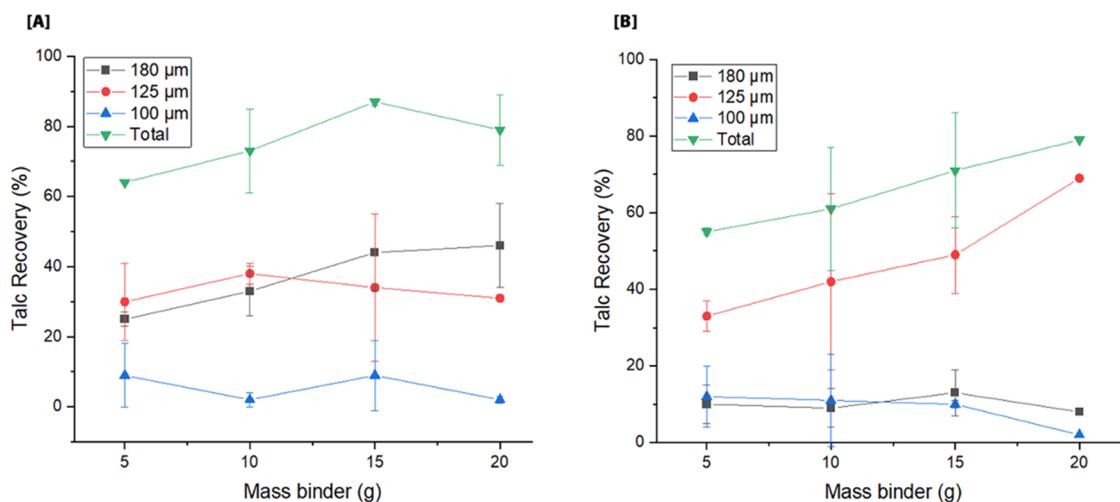 [A]
100
80
60
40
20
0
Talc Recovery (%)
180 µm
125 µm
100 µm
Total
5
10
15
20
Mass binder (g)
[B]
100
80
60
40
20
0
Talc Recovery (%)
180 µm
125 µm
100 µm
Total
5
10
15
20
Mass binder (g)